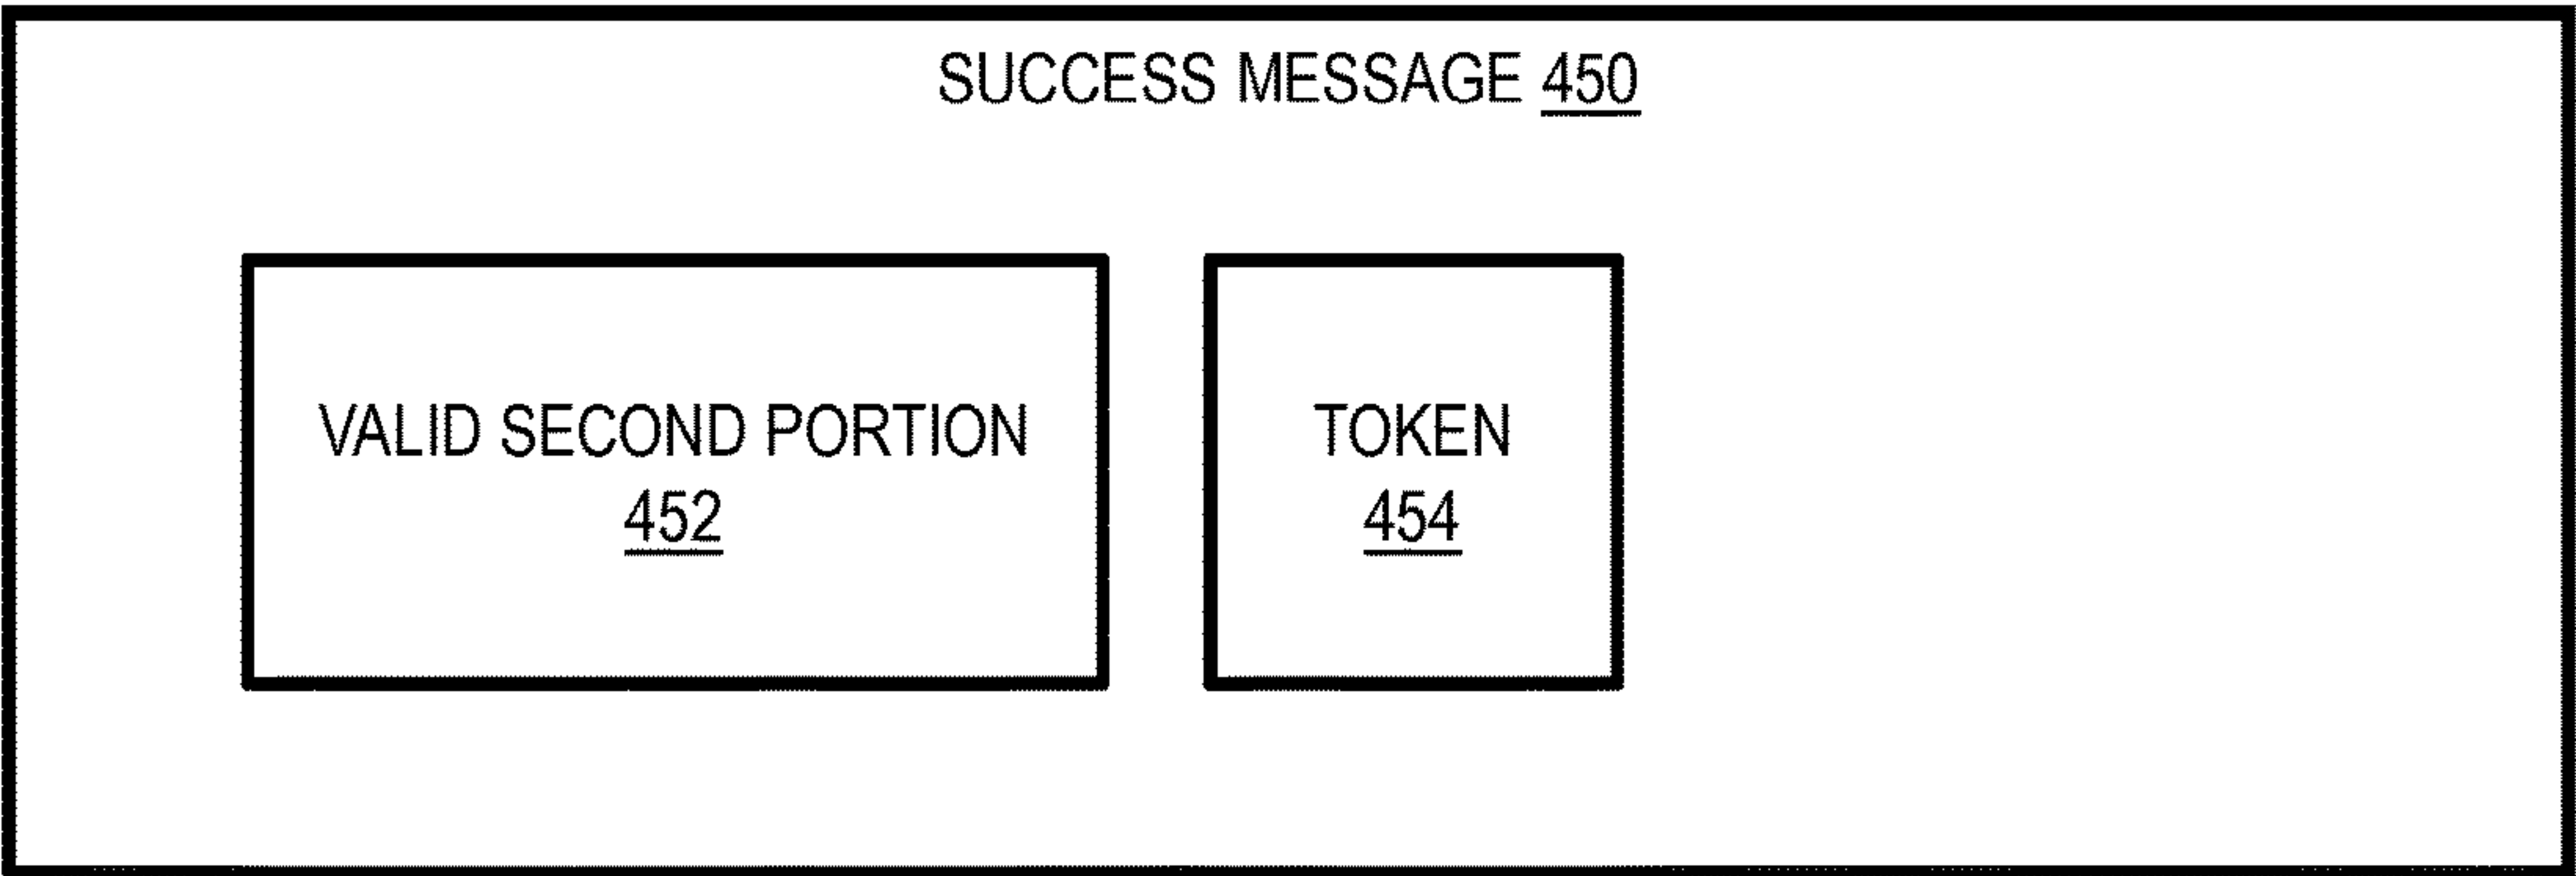 SUCCESS MESSAGE 450
VALID SECOND PORTION
452
TOKEN
454